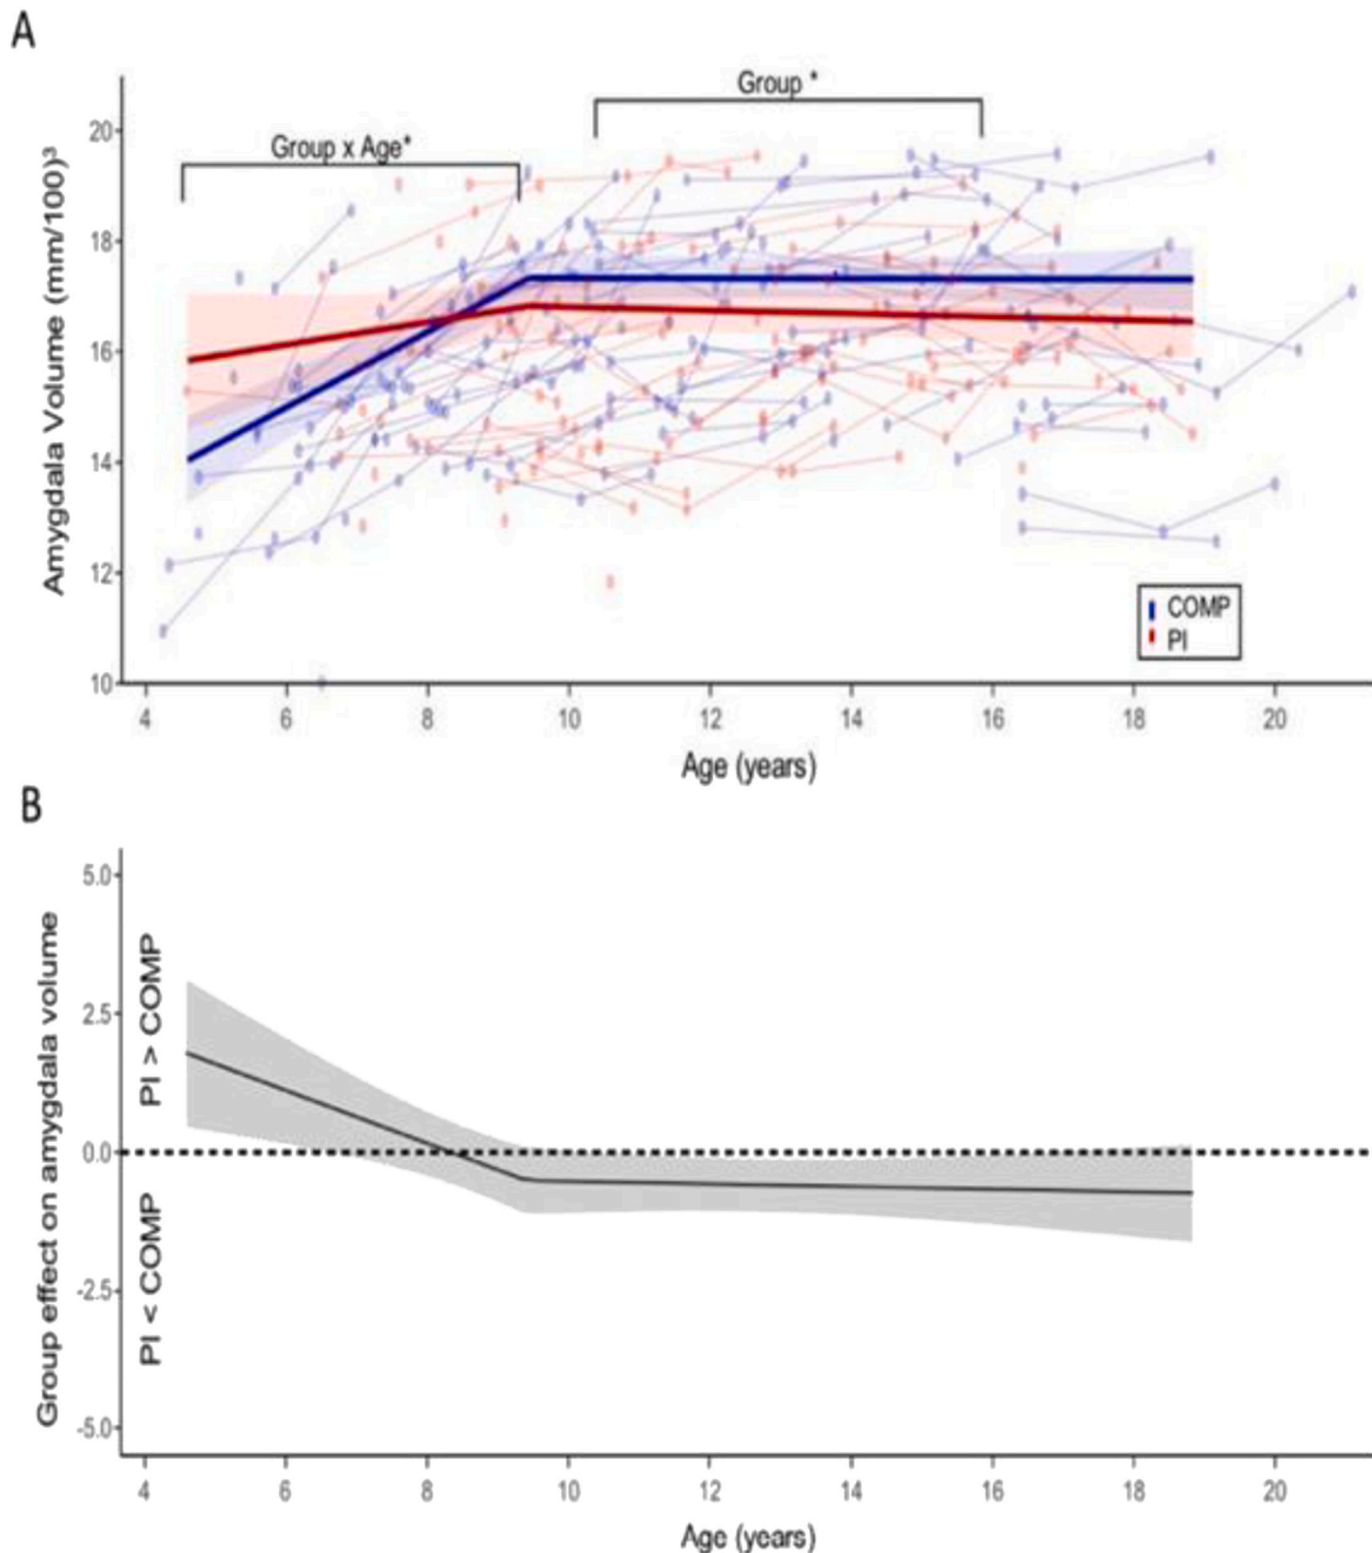 A
Group *
Group x Age*
Amygdala Volume (mm/100)³
20
18
16
14
12
10
COMP
PI
4 6 8 10 12 14 16 18 20
Age (years)
B
Group effect on amygdala volume
PI > COMP
PI < COMP
5.0
2.5
0.0
-2.5
-5.0
4 6 8 10 12 14 16 18 20
Age (years)